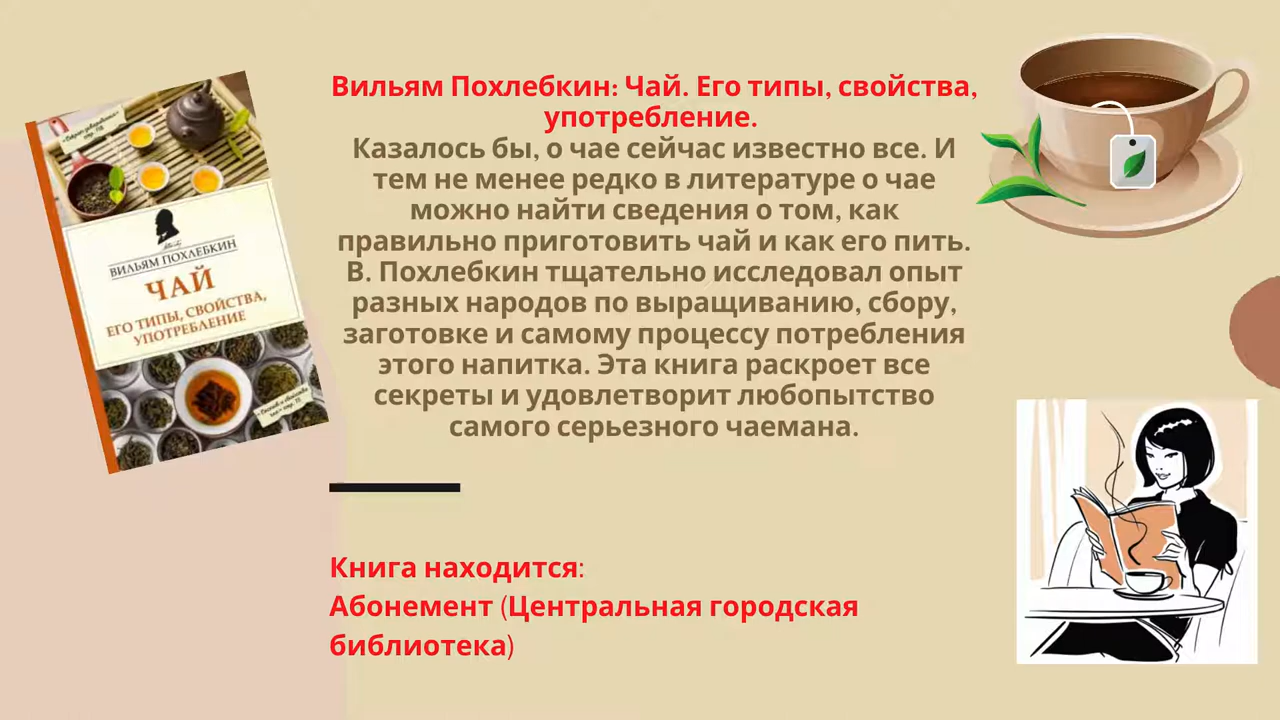 Вильям Похлебкин: Чай. Его типы, свойства,
употребление.
Казалось бы, о чае сейчас известно все. И
тем не менее редко в литературе о чае
можно найти сведения о том, как
правильно приготовить чай и как его пить.
В. Похлебкин тщательно исследовал опыт
разных народов по выращиванию, сбору,
заготовке и самому процессу потребления
этого напитка. Эта книга раскроет все
секреты и удовлетворит любопытство
самого серьезного чаемана.
Книга находится:
Абонемент (Центральная городская
библиотека)
ВИЛЬЯМ ПОХЛЕБКИН
ЧАЙ
ЕГО ТИПЫ, СВОЙСТВА,
УПОТРЕБЛЕНИЕ